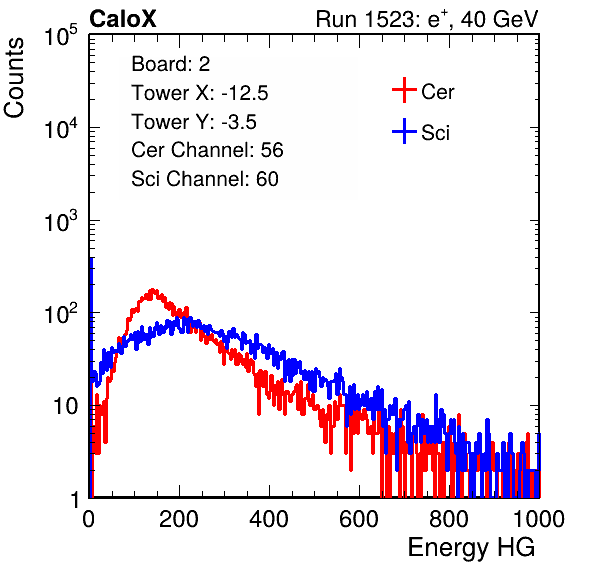 CaloX Run 1523: e⁺, 40 GeV
Counts
Board: 2
Tower X: -12.5
Tower Y: -3.5
Cer Channel: 56
Sci Channel: 60
Cer
Sci
10⁵
10⁴
10³
10²
10
1
0 200 400 600 800 1000
Energy HG